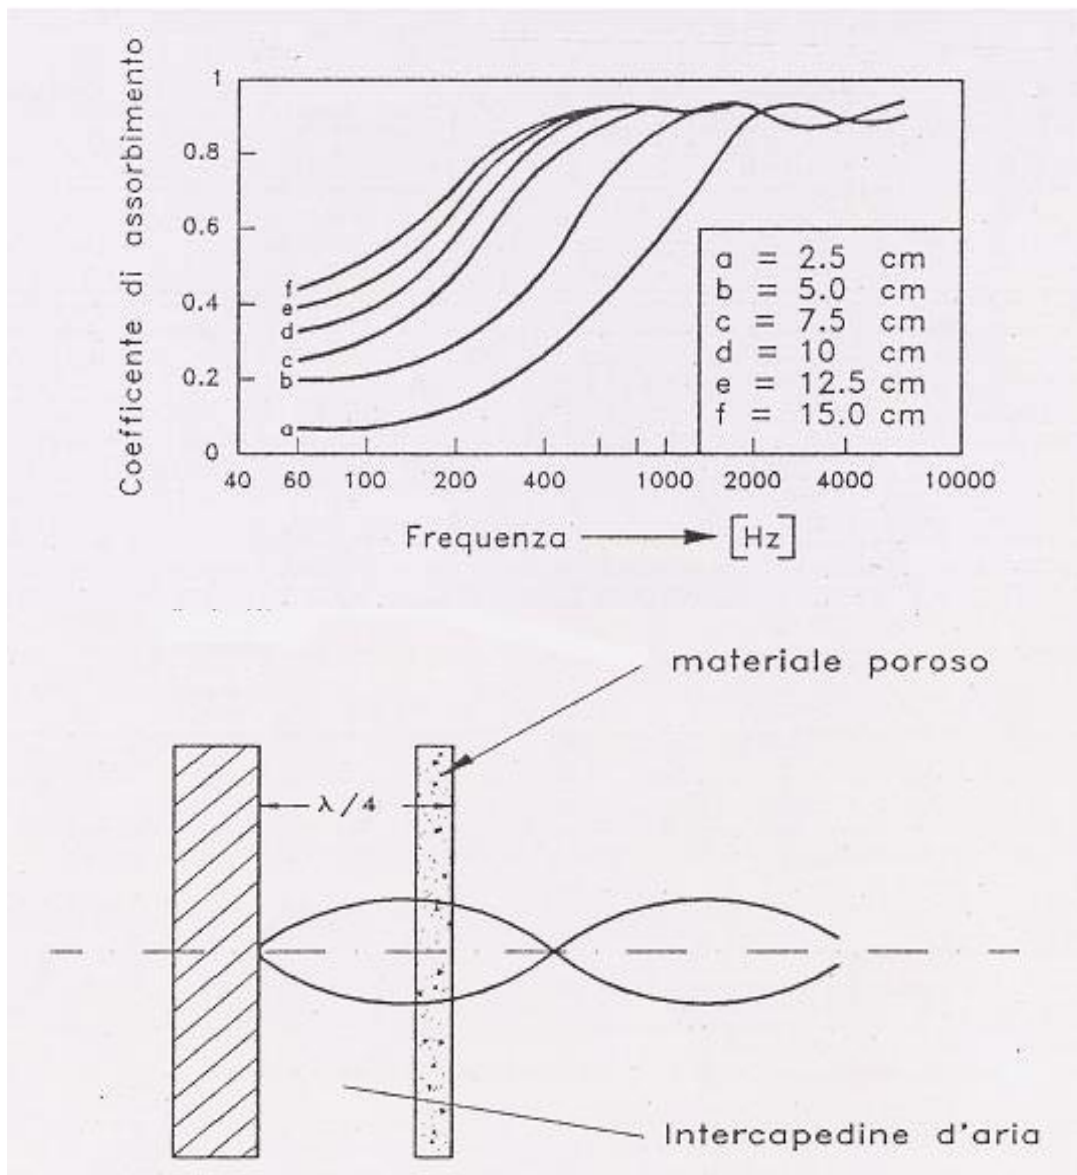 Coefficente di assorbimento
1
0.8
0.6
0.4
0.2
0
f
e
d
c
b
a
a = 2.5 cm
b = 5.0 cm
c = 7.5 cm
d = 10 cm
e = 12.5 cm
f = 15.0 cm
40 60 100 200 400 1000 2000 4000 10000
Frequenza [Hz]
materiale poroso
λ/4
Intercapedine d'aria